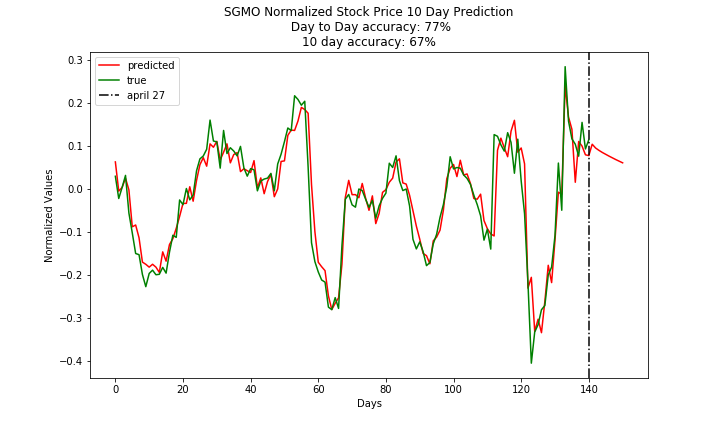 SGMO Normalized Stock Price 10 Day Prediction
Day to Day accuracy: 77%
10 day accuracy: 67%
predicted
true
april 27
Normalized Values
0.3
0.2
0.1
0.0
−0.1
−0.2
−0.3
−0.4
0 20 40 60 80 100 120 140
Days